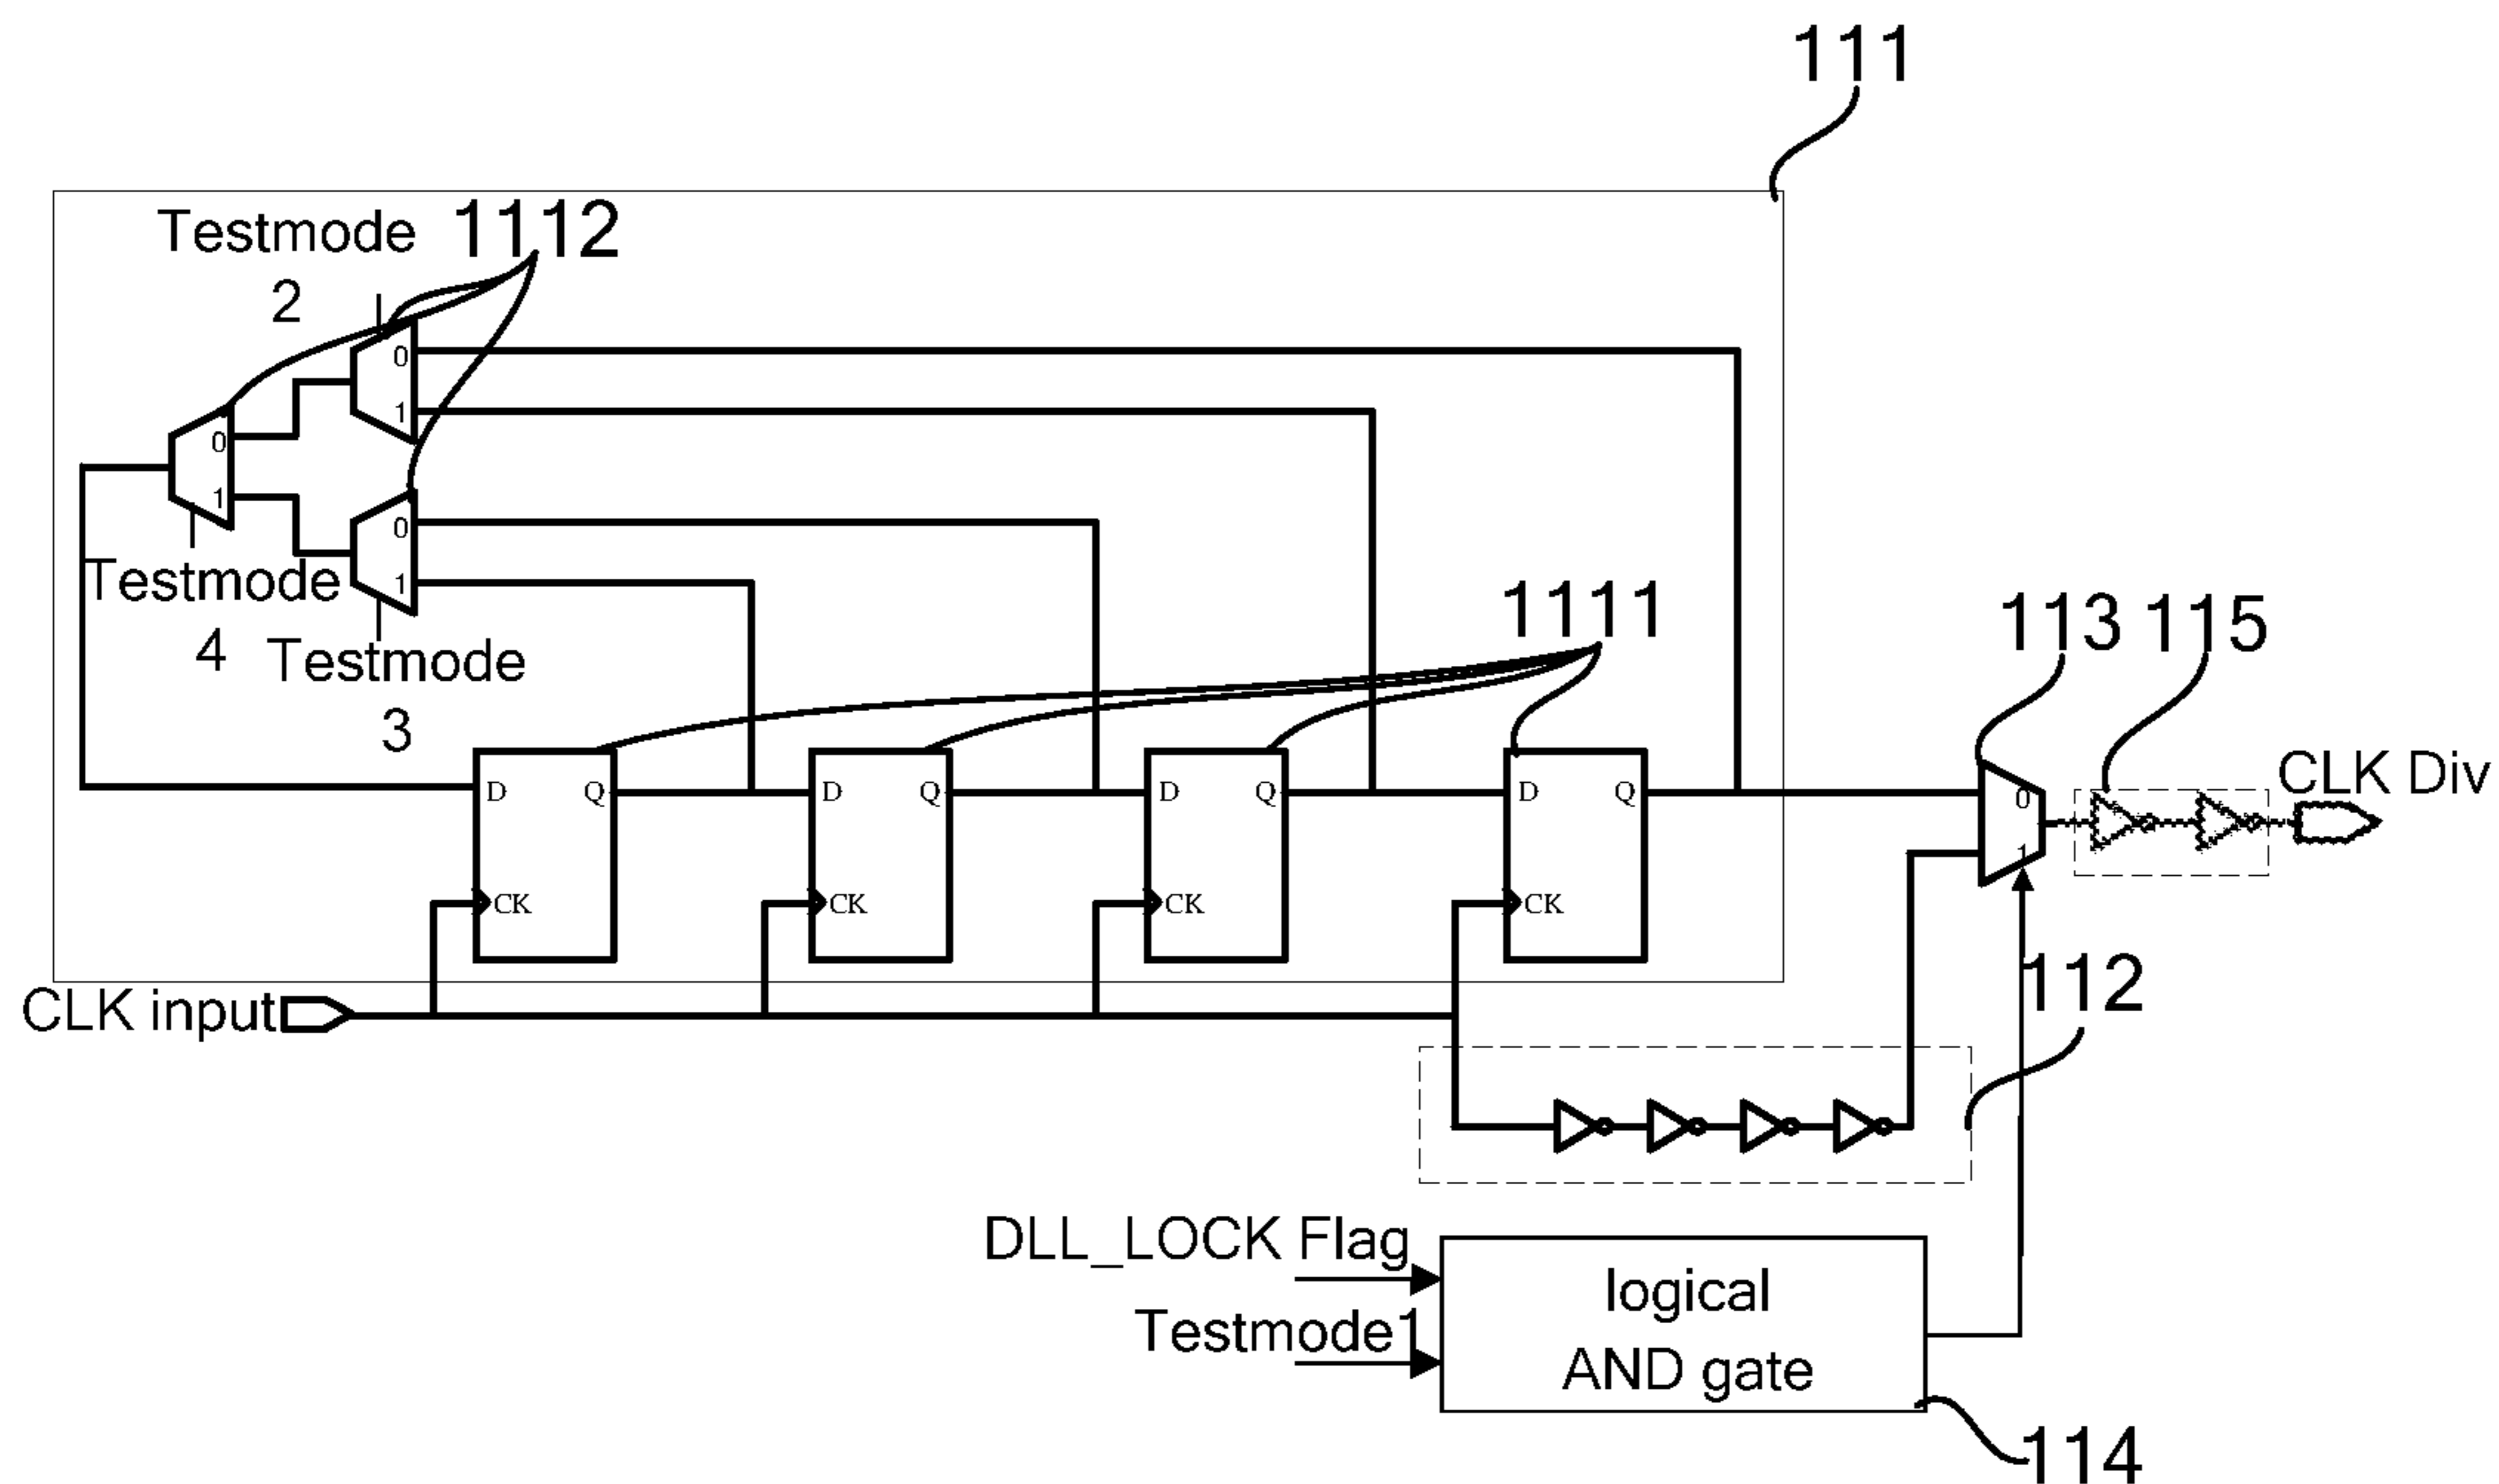 111
Testmode
2
1112
0
1
0
1
Testmode
4
0
1
Testmode
3
1111
113
115
D
Q
CK
D
Q
CK
D
Q
CK
D
Q
CK
0
1
CLK Div
CLK input
112
DLL_LOCK Flag
Testmode1
logical
AND gate
114